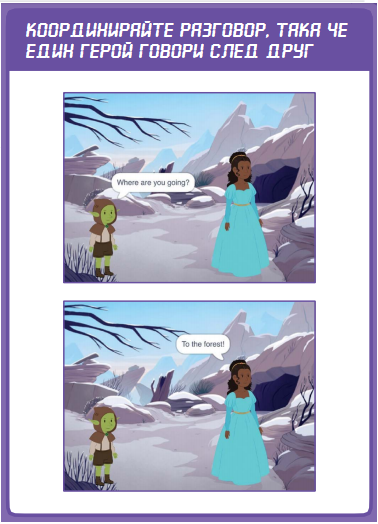 КООРДИНИРАЙТЕ РАЗГОВОР, ТАКА ЧЕ
ЕДИН ГЕРОЙ ГОВОРИ СЛЕД ДРУГ
Where are you going?
To the forest!